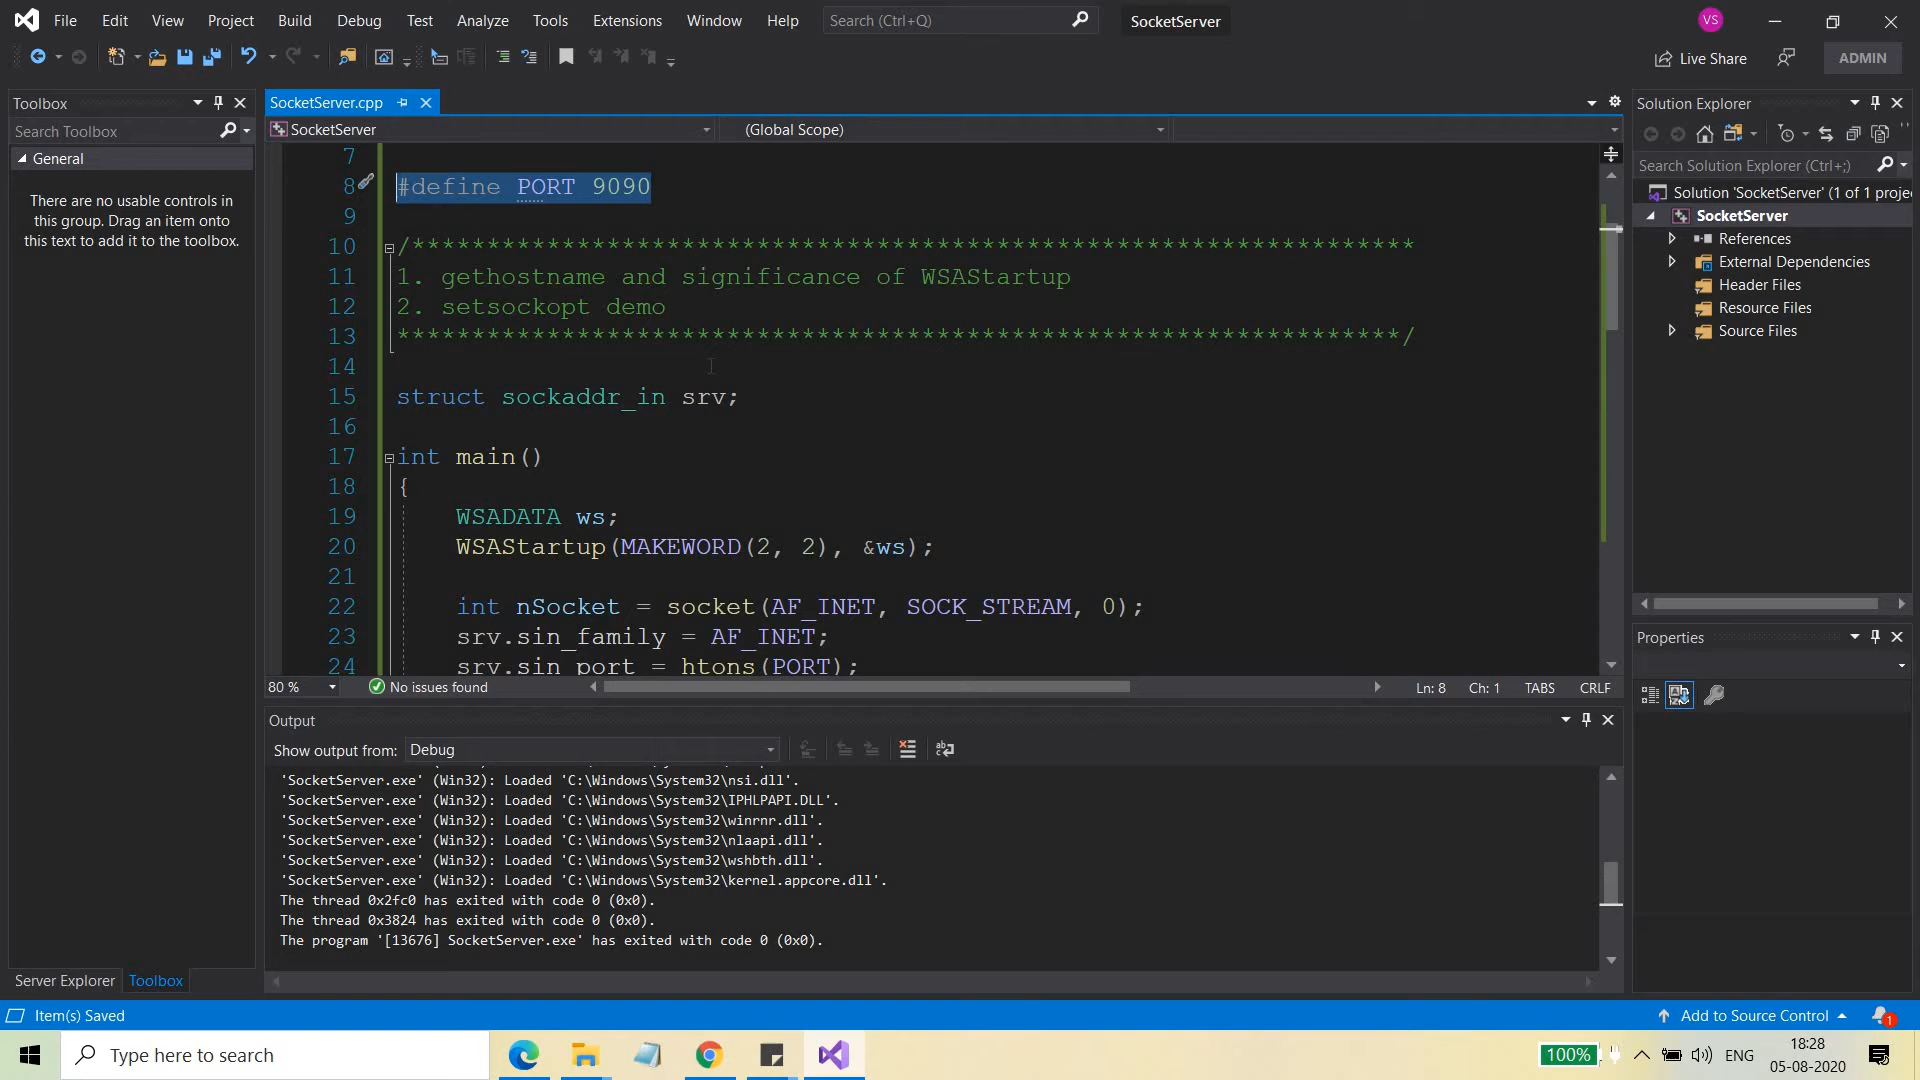 File Edit View Project Build Debug Test Analyze Tools Extensions Window Help Search (Ctrl+Q) SocketServer VS
Live Share ADMIN
Toolbox
Search Toolbox
General
There are no usable controls in
this group. Drag an item onto
this text to add it to the toolbox.
Server Explorer Toolbox
SocketServer.cpp
SocketServer (Global Scope)
7
8 #define PORT 9090
9
10 /*******************************************************************
11 1. gethostname and significance of WSAStartup
12 2. setsockopt demo
13 *******************************************************************/
14
15 struct sockaddr_in srv;
16
17 int main()
18 {
19 WSADATA ws;
20 WSAStartup(MAKEWORD(2, 2), &ws);
21
22 int nSocket = socket(AF_INET, SOCK_STREAM, 0);
23 srv.sin_family = AF_INET;
24 srv.sin_port = htons(PORT);
80 % No issues found Ln: 8 Ch: 1 TABS CRLF
Output
Show output from: Debug
'SocketServer.exe' (Win32): Loaded 'C:\Windows\System32\nsi.dll'.
'SocketServer.exe' (Win32): Loaded 'C:\Windows\System32\IPHLPAPI.DLL'.
'SocketServer.exe' (Win32): Loaded 'C:\Windows\System32\winrnr.dll'.
'SocketServer.exe' (Win32): Loaded 'C:\Windows\System32\nlaapi.dll'.
'SocketServer.exe' (Win32): Loaded 'C:\Windows\System32\wshbth.dll'.
'SocketServer.exe' (Win32): Loaded 'C:\Windows\System32\kernel.appcore.dll'.
The thread 0x2fc0 has exited with code 0 (0x0).
The thread 0x3824 has exited with code 0 (0x0).
The program '[13676] SocketServer.exe' has exited with code 0 (0x0).
Solution Explorer
Search Solution Explorer (Ctrl+;)
Solution 'SocketServer' (1 of 1 proje
SocketServer
References
External Dependencies
Header Files
Resource Files
Source Files
Properties
Item(s) Saved Add to Source Control 1
Type here to search 100% ENG 18:28
05-08-2020